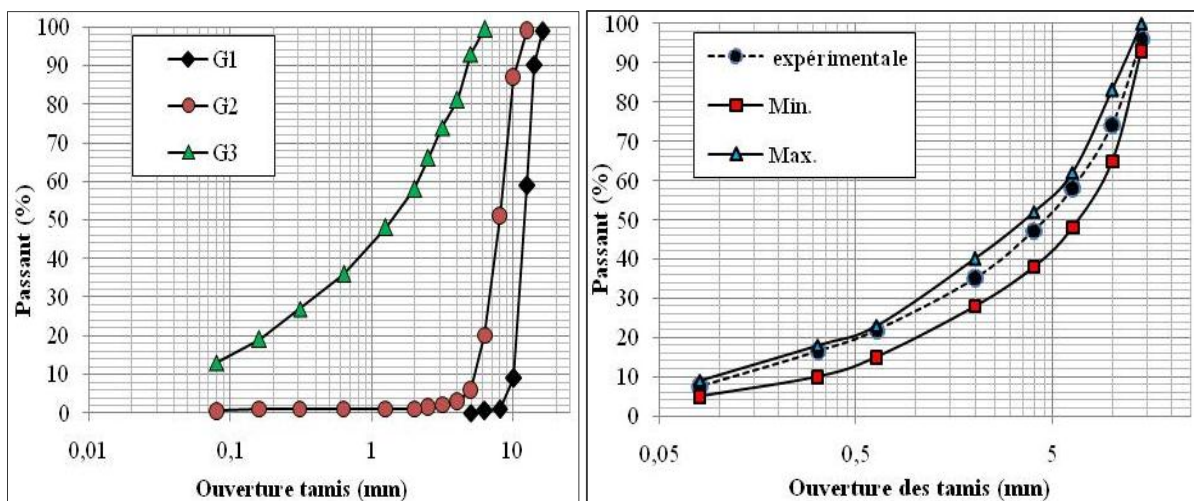 Passant (%)
100
90
80
70
60
50
40
30
20
10
0
G1
G2
G3
0,01
0,1
1
10
Ouverture tamis (mm)
Passant (%)
100
90
80
70
60
50
40
30
20
10
0
expérimentale
Min.
Max.
0,05
0,5
5
Ouverture des tamis (mm)